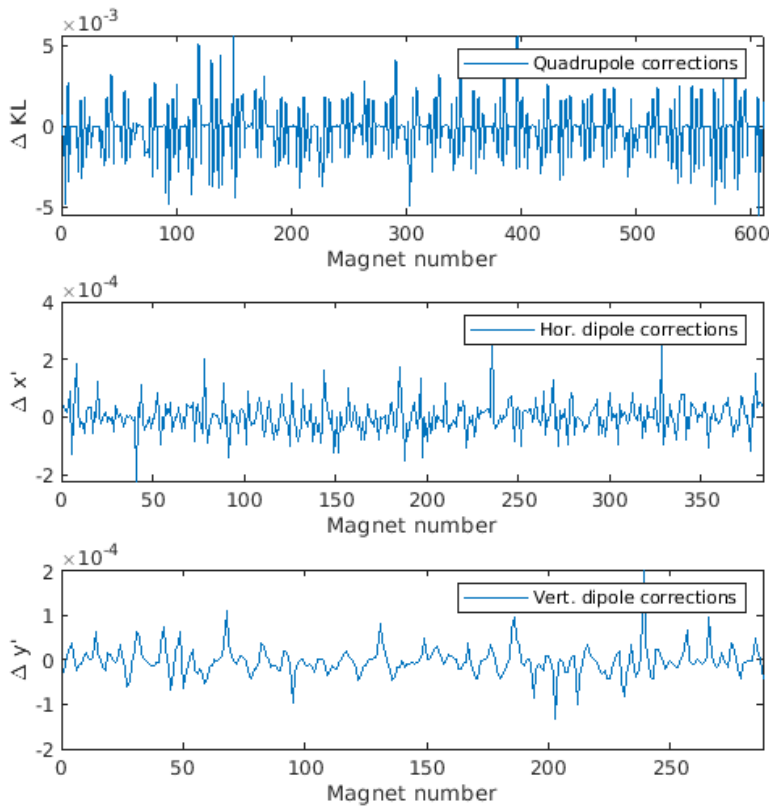 ×10⁻³
5
0
-5
Δ KL
Quadrupole corrections
0 100 200 300 400 500 600
Magnet number
×10⁻⁴
4
2
0
-2
Δ x'
Hor. dipole corrections
0 50 100 150 200 250 300 350
Magnet number
×10⁻⁴
2
1
0
-1
-2
Δ y'
Vert. dipole corrections
0 50 100 150 200 250
Magnet number